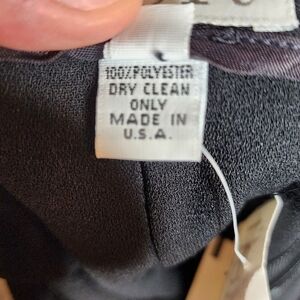 100%POLYESTER
DRY CLEAN
ONLY
MADE IN
U.S.A.